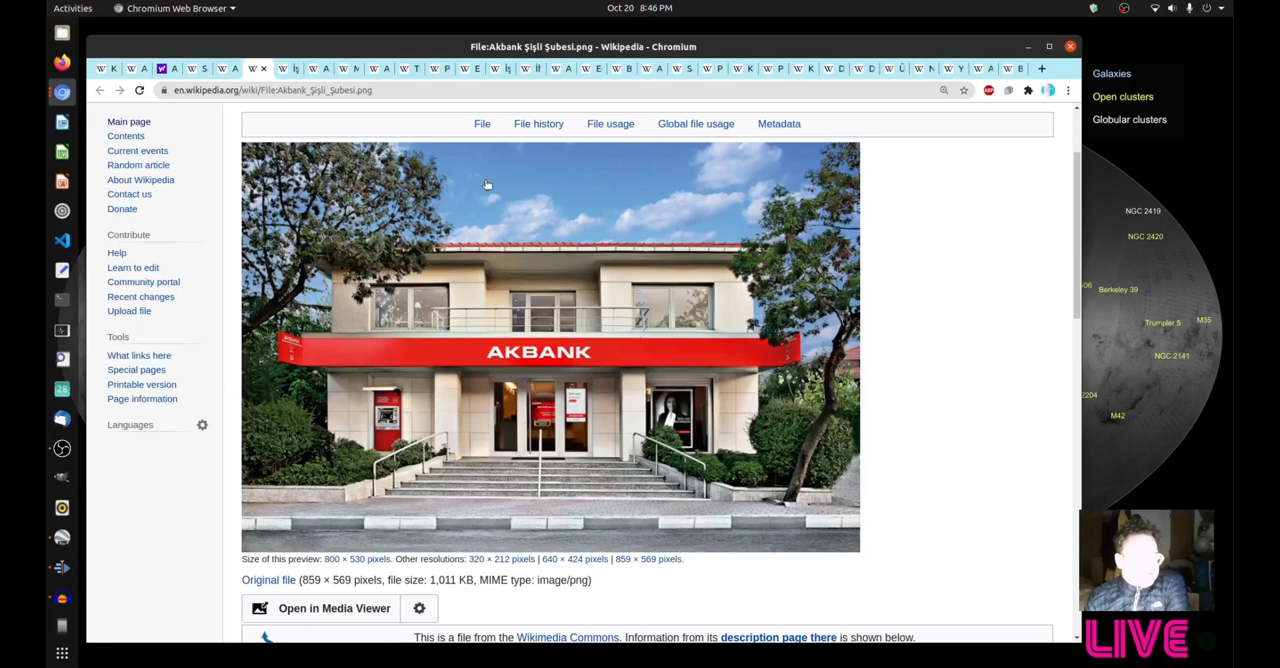 Activities
Chromium Web Browser
Oct 20 8:46 PM
File:Akbank Şişli Şubesi.png - Wikipedia - Chromium
K
A
A
S
A
İş
A
M
A
T
P
E
İş
İt
A
E
B
A
S
P
K
P
K
D
D
Ü
N
Y
A
B
en.wikipedia.org/wiki/File:Akbank_Şişli_Şubesi.png
ABP
Main page
Contents
Current events
Random article
About Wikipedia
Contact us
Donate
Contribute
Help
Learn to edit
Community portal
Recent changes
Upload file
Tools
What links here
Special pages
Printable version
Page information
Languages
File
File history
File usage
Global file usage
Metadata
AKBANK
Size of this preview: 800 × 530 pixels. Other resolutions: 320 × 212 pixels | 640 × 424 pixels | 859 × 569 pixels.
Original file (859 × 569 pixels, file size: 1,011 KB, MIME type: image/png)
Open in Media Viewer
This is a file from the Wikimedia Commons. Information from its description page there is shown below.
Galaxies
Open clusters
Globular clusters
NGC 2419
NGC 2420
Berkeley 39
Trumpler 5
M35
NGC 2141
2204
M42
LIVE
28